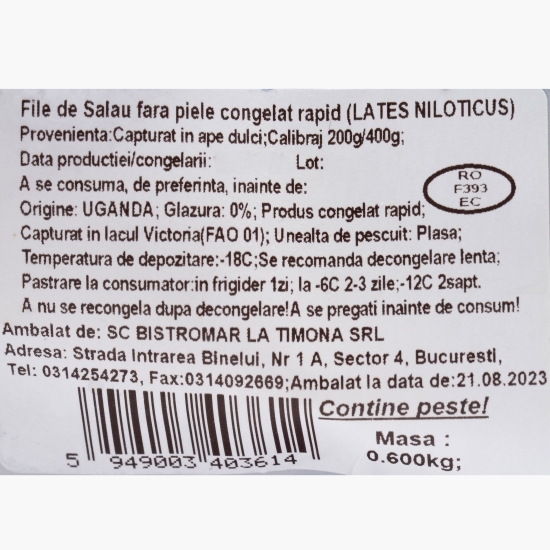 File de Salau fara piele congelat rapid (LATES NILOTICUS)
Provenienta:Capturat in ape dulci;Calibraj 200g/400g;
Data productiei/congelarii: Lot:
A se consuma, de preferinta, inainte de:
RO
F393
EC
Origine: UGANDA; Glazura: 0%; Produs congelat rapid;
Capturat in lacul Victoria(FAO 01); Unealta de pescuit: Plasa;
Temperatura de depozitare:-18C;Se recomanda decongelare lenta;
Pastrare la consumator:in frigider 1zi; la -6C 2-3 zile;-12C 2sapt.
A nu se recongela dupa decongelare!A se pregati inainte de consum!
Ambalat de: SC BISTROMAR LA TIMONA SRL
Adresa: Strada Intrarea Binelui, Nr 1 A, Sector 4, Bucuresti,
Tel: 0314254273, Fax:0314092669;Ambalat la data de:21.08.2023
Contine peste!
Masa :
0.600kg;
5 949003 403614